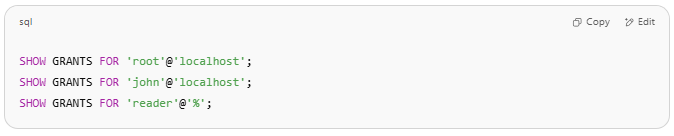 sql
Copy
Edit
SHOW GRANTS FOR 'root'@'localhost';
SHOW GRANTS FOR 'john'@'localhost';
SHOW GRANTS FOR 'reader'@'%';